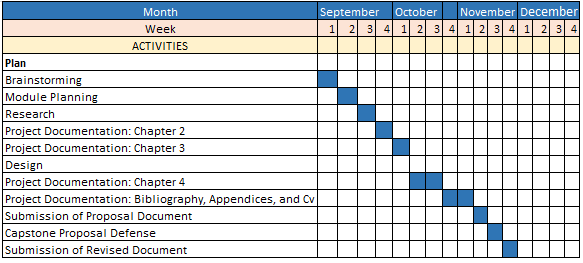 Month September October November December
Week 1 2 3 4 1 2 3 4 1 2 3 4 1 2 3 4
ACTIVITIES
Plan
Brainstorming
Module Planning
Research
Project Documentation: Chapter 2
Project Documentation: Chapter 3
Design
Project Documentation: Chapter 4
Project Documentation: Bibliography, Appendices, and Cv
Submission of Proposal Document
Capstone Proposal Defense
Submission of Revised Document